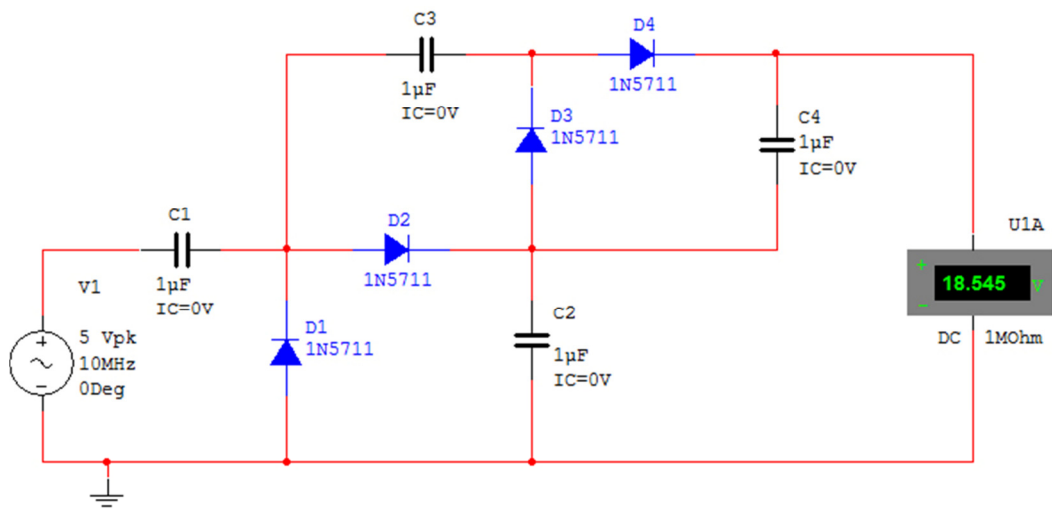 C3
1µF
IC=0V
D4
1N5711
D3
1N5711
C4
1µF
IC=0V
C1
1µF
IC=0V
D2
1N5711
U1A
+
18.545 V
–
DC 1MOhm
V1
5 Vpk
10MHz
0Deg
D1
1N5711
C2
1µF
IC=0V